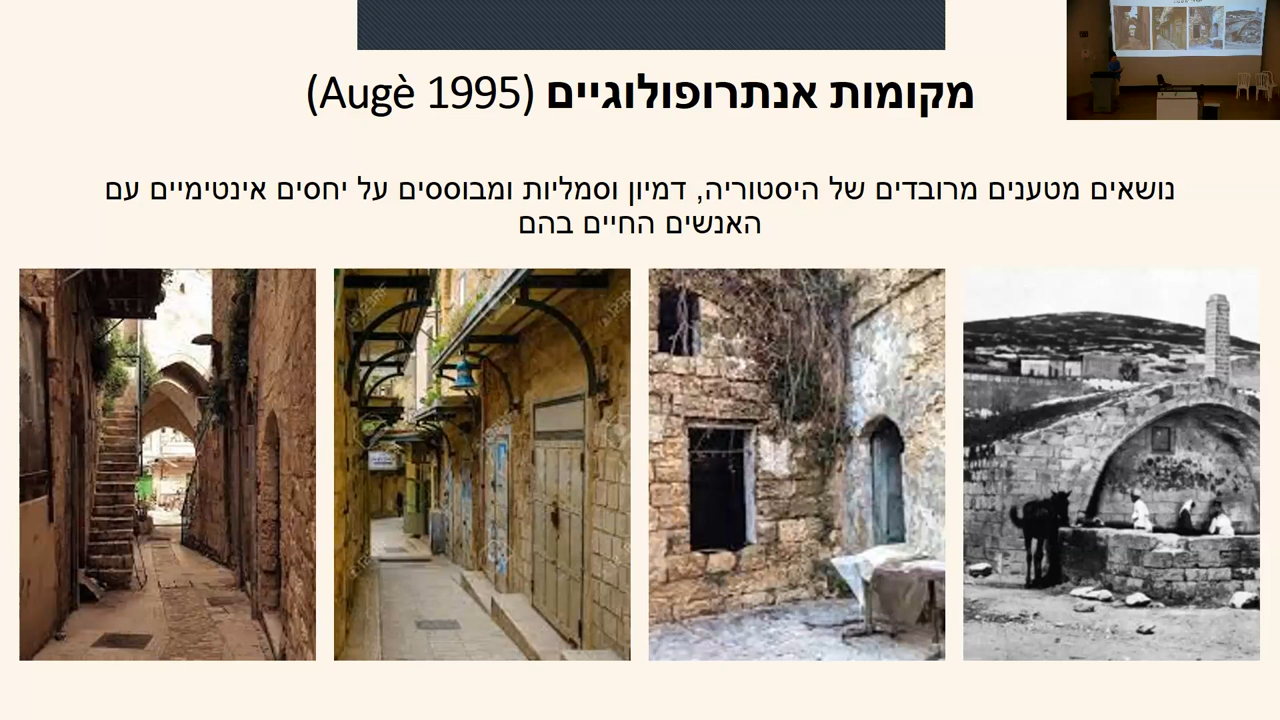 מקומות אנתרופולוגיים (Augè 1995)
נושאים מטענים מרובדים של היסטוריה, דמיון וסמליות ומבוססים על יחסים אינטימיים עם
האנשים החיים בהם